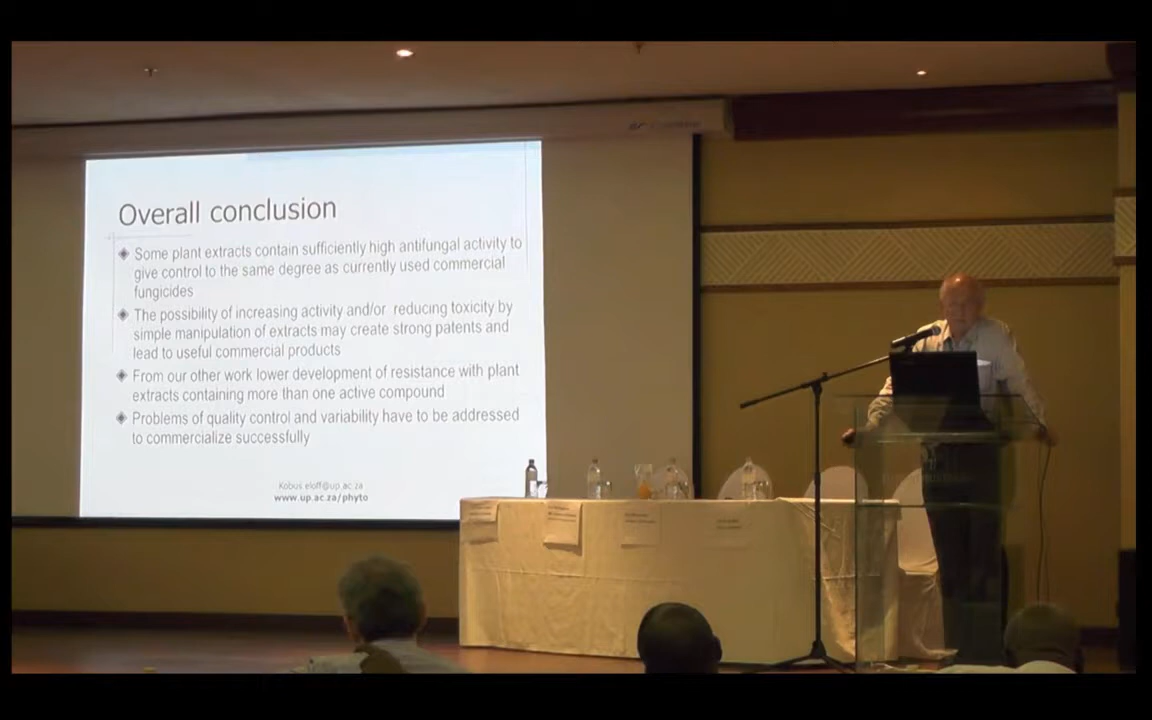 Overall conclusion
Some plant extracts contain sufficiently high antifungal activity to
give control to the same degree as currently used commercial
fungicides
The possibility of increasing activity and/or reducing toxicity by
simple manipulation of extracts may create strong patents and
lead to useful commercial products
From our other work lower development of resistance with plant
extracts containing more than one active compound
Problems of quality control and variability have to be addressed
to commercialize successfully
Kobus eloff@up.ac.za
www.up.ac.za/phyto